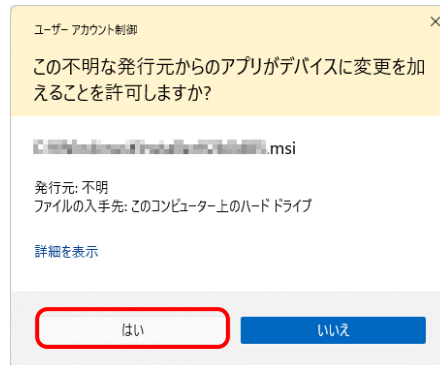 ユーザー アカウント制御
この不明な発行元からのアプリがデバイスに変更を加
えることを許可しますか?
.msi
発行元: 不明
ファイルの入手先: このコンピューター上のハード ドライブ
詳細を表示
はい
いいえ